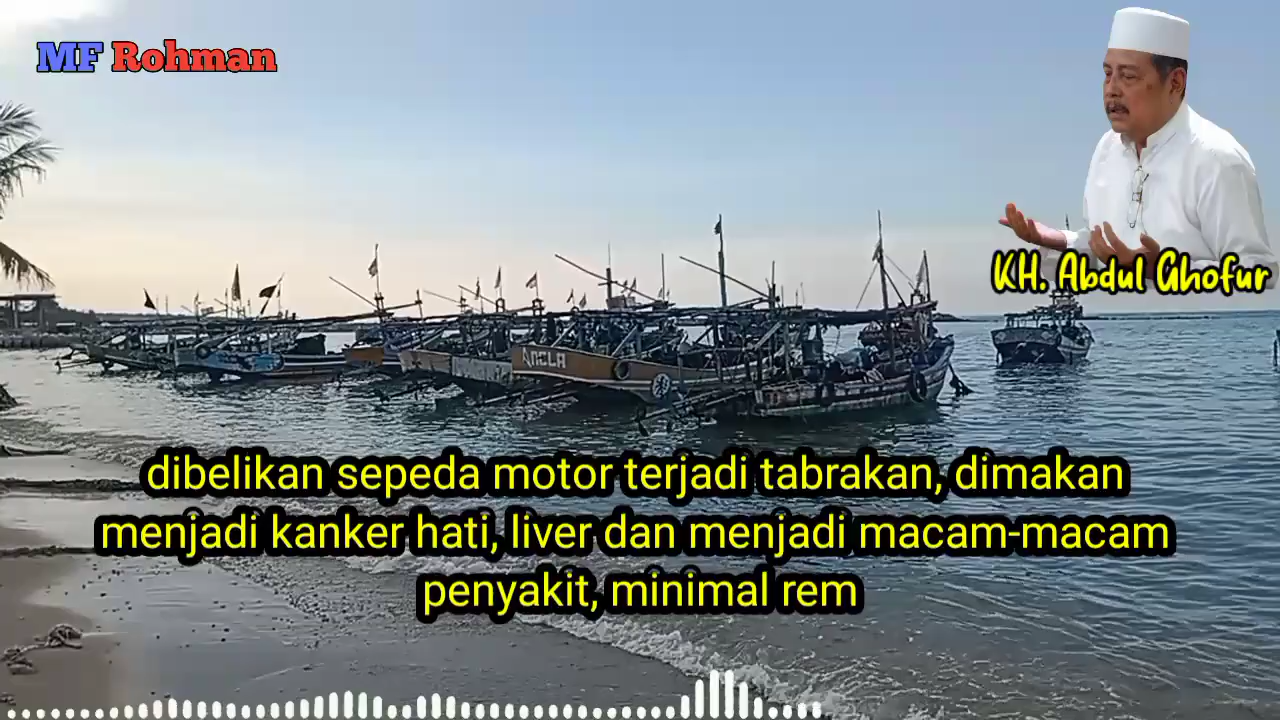 MF Rohman
KH. Abdul Ghofur
ANCLA
dibelikan sepeda motor terjadi tabrakan, dimakan
menjadi kanker hati, liver dan menjadi macam-macam
penyakit, minimal rem